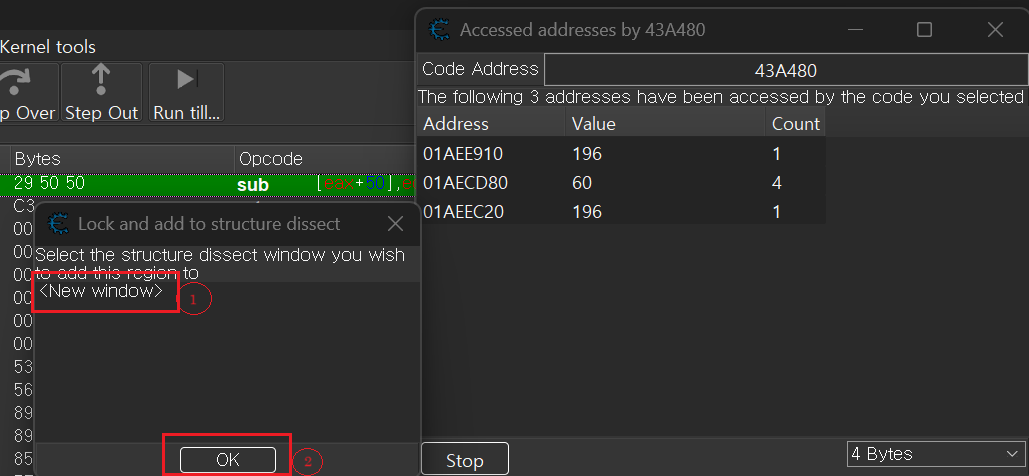 Kernel tools
p Over Step Out Run till...
Bytes Opcode
29 50 50 sub
C3
00
00
00
00
00
00
53
56
89
89
85
Lock and add to structure dissect
Select the structure dissect window you wish
to add this region to
<New window>
1
OK
2
Accessed addresses by 43A480
Code Address 43A480
The following 3 addresses have been accessed by the code you selected
Address Value Count
01AEE910 196 1
01AECD80 60 4
01AEEC20 196 1
Stop
4 Bytes